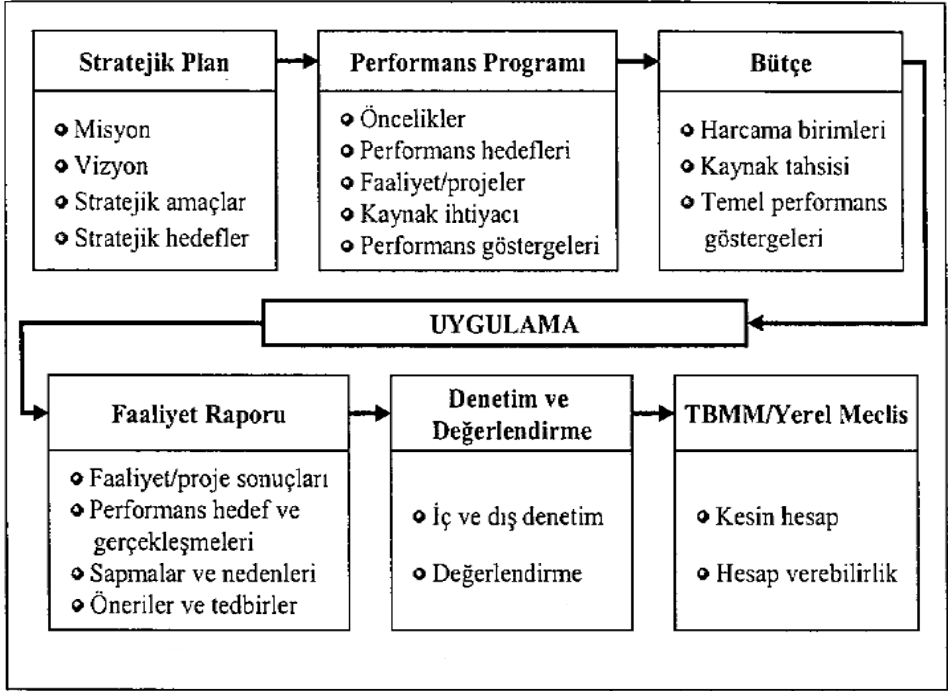 Stratejik Plan
Misyon
Vizyon
Stratejik amaçlar
Stratejik hedefler
Performans Programı
Öncelikler
Performans hedefleri
Faaliyet/projeler
Kaynak ihtiyacı
Performans göstergeleri
Bütçe
Harcama birimleri
Kaynak tahsisi
Temel performans
göstergeleri
UYGULAMA
Faaliyet Raporu
Faaliyet/proje sonuçları
Performans hedef ve
gerçekleşmeleri
Sapmalar ve nedenleri
Öneriler ve tedbirler
Denetim ve
Değerlendirme
İç ve dış denetim
Değerlendirme
TBMM/Yerel Meclis
Kesin hesap
Hesap verebilirlik